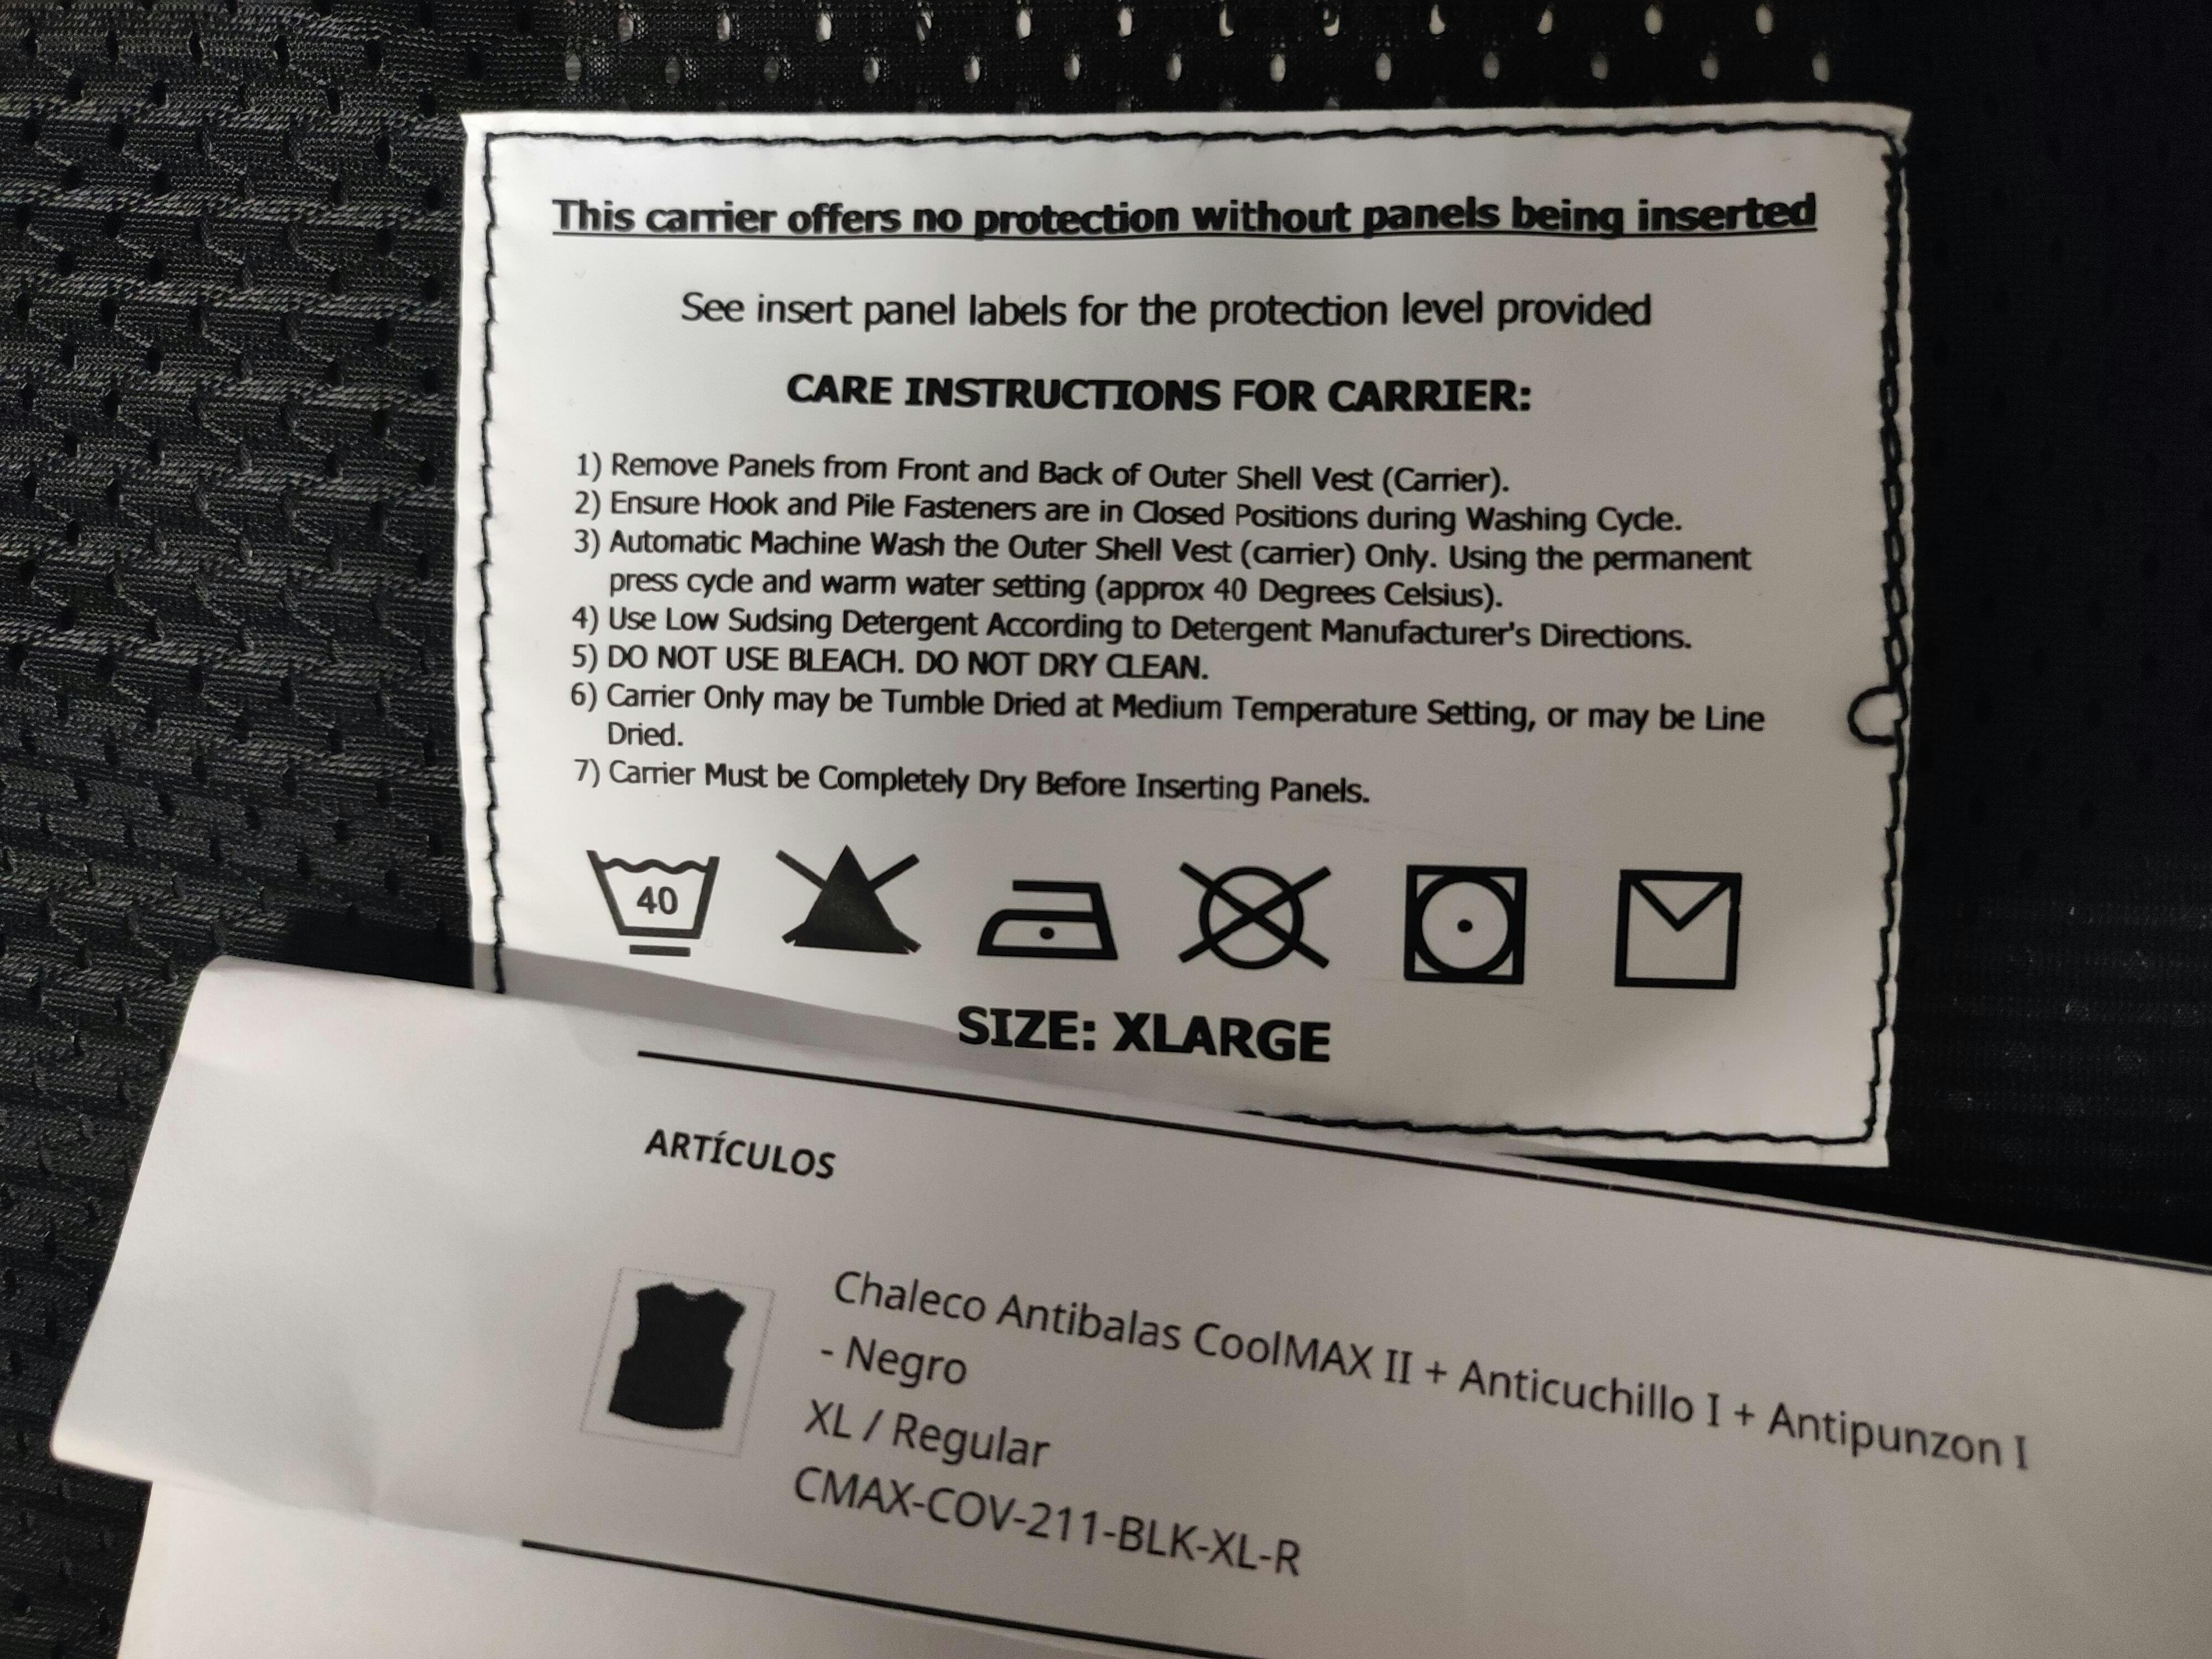 This carrier offers no protection without panels being inserted
See insert panel labels for the protection level provided
CARE INSTRUCTIONS FOR CARRIER:
1) Remove Panels from Front and Back of Outer Shell Vest (Carrier).
2) Ensure Hook and Pile Fasteners are in Closed Positions during Washing Cycle.
3) Automatic Machine Wash the Outer Shell Vest (carrier) Only. Using the permanent
press cycle and warm water setting (approx 40 Degrees Celsius).
4) Use Low Sudsing Detergent According to Detergent Manufacturer's Directions.
5) DO NOT USE BLEACH. DO NOT DRY CLEAN.
6) Carrier Only may be Tumble Dried at Medium Temperature Setting, or may be Line
Dried.
7) Carrier Must be Completely Dry Before Inserting Panels.
40
SIZE: XLARGE
ARTÍCULOS
Chaleco Antibalas CoolMAX II + Anticuchillo I + Antipunzon I
- Negro
XL / Regular
CMAX-COV-211-BLK-XL-R